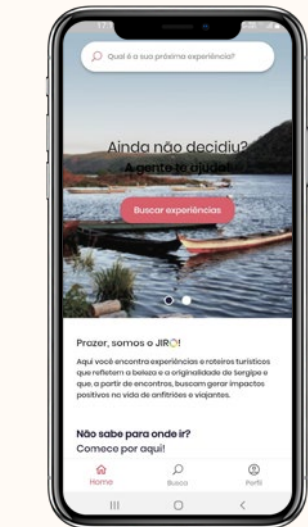 Qual é a sua próxima experiência?
Ainda não decidiu?
A gente te ajuda!
Buscar experiências
Prazer, somos o JIRO!
Aqui você encontra experiências e roteiros turísticos
que refletem a beleza e a originalidade de Sergipe e
que, a partir de encontros, buscam gerar impactos
positivos na vida de anfitriões e viajantes.
Não sabe para onde ir?
Comece por aqui!
Home Busca Perfil